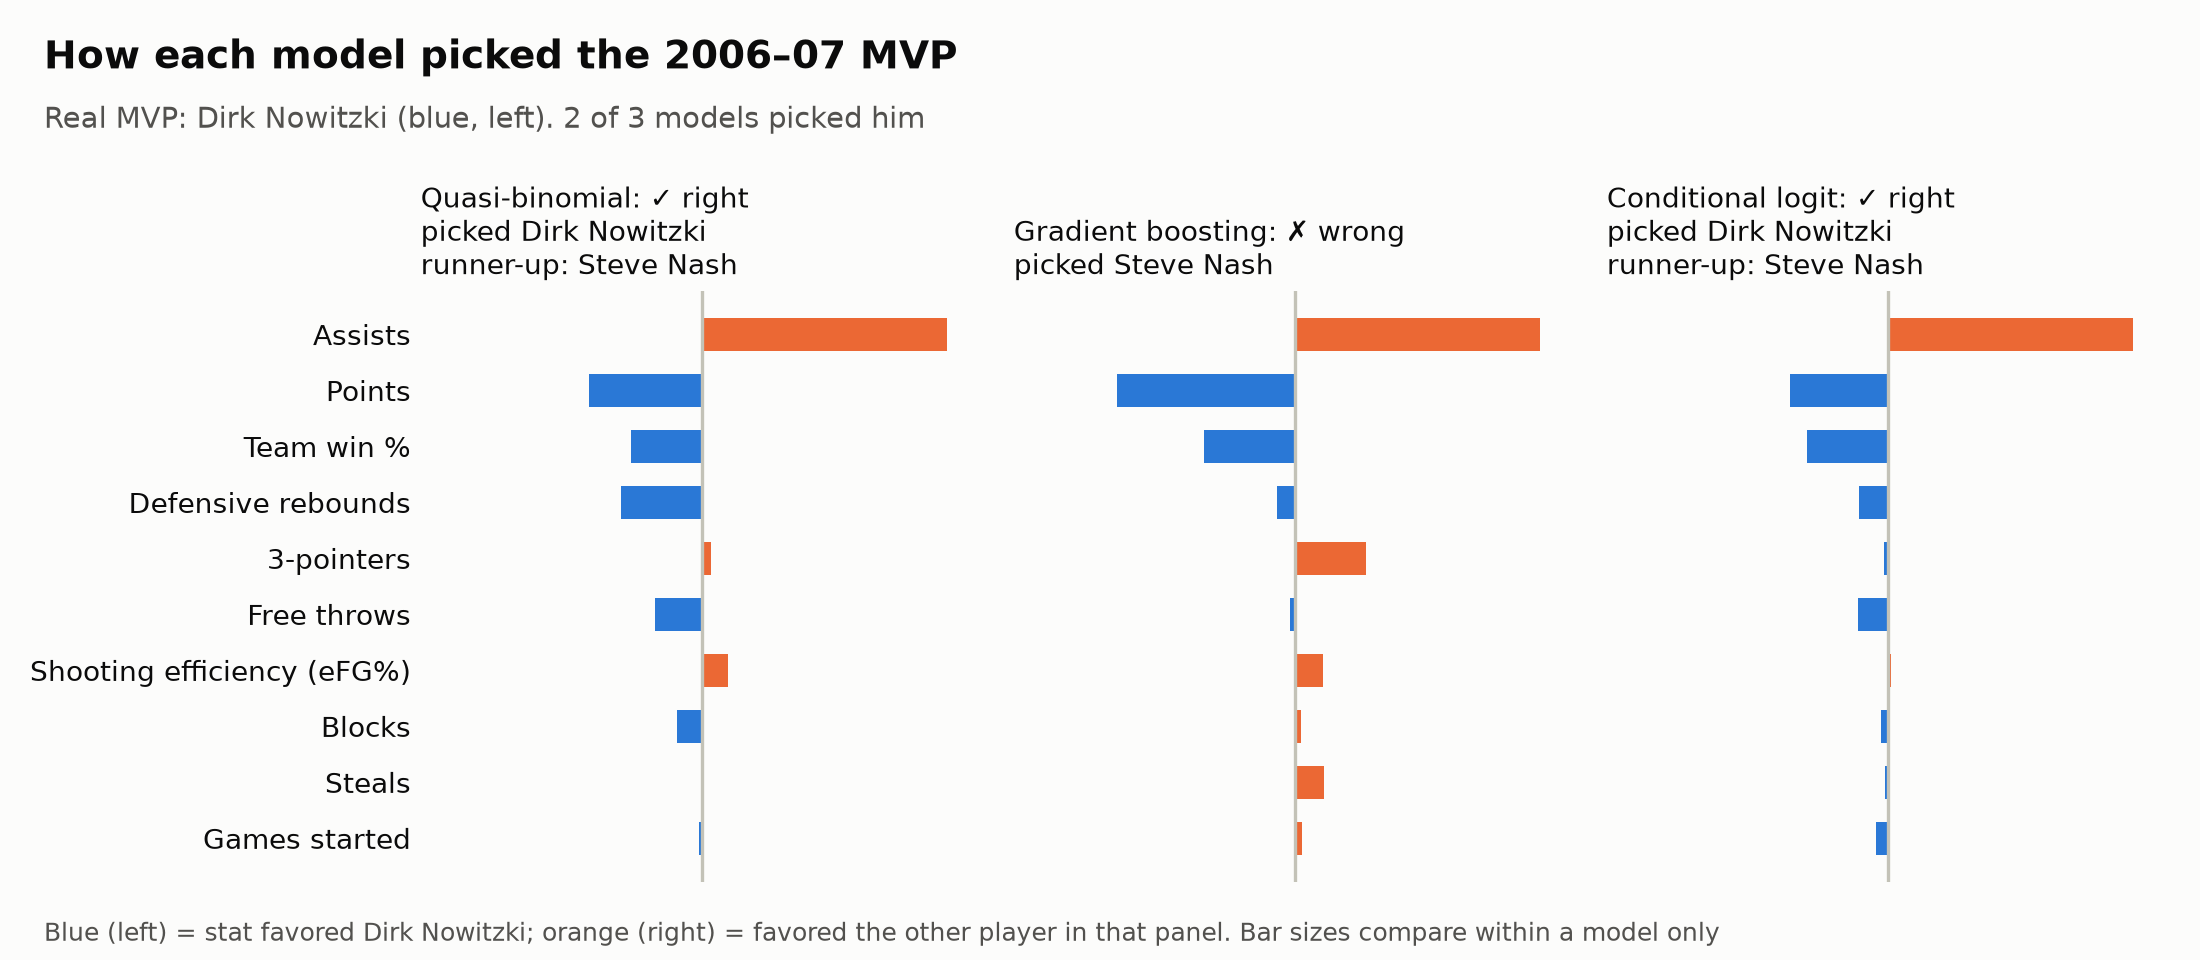 How each model picked the 2006–07 MVP
Real MVP: Dirk Nowitzki (blue, left). 2 of 3 models picked him
Quasi-binomial: ✓ right
picked Dirk Nowitzki
runner-up: Steve Nash
Gradient boosting: ✗ wrong
picked Steve Nash
Conditional logit: ✓ right
picked Dirk Nowitzki
runner-up: Steve Nash
Assists
Points
Team win %
Defensive rebounds
3-pointers
Free throws
Shooting efficiency (eFG%)
Blocks
Steals
Games started
Blue (left) = stat favored Dirk Nowitzki; orange (right) = favored the other player in that panel. Bar sizes compare within a model only